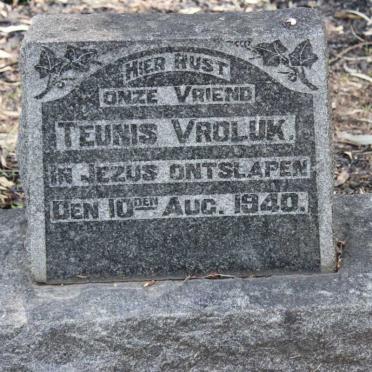 HIER RUST
ONZE VRIEND
TEUNIS VROLIJK.
IN JEZUS ONTSLAPEN
DEN 10DEN AUG. 1940.